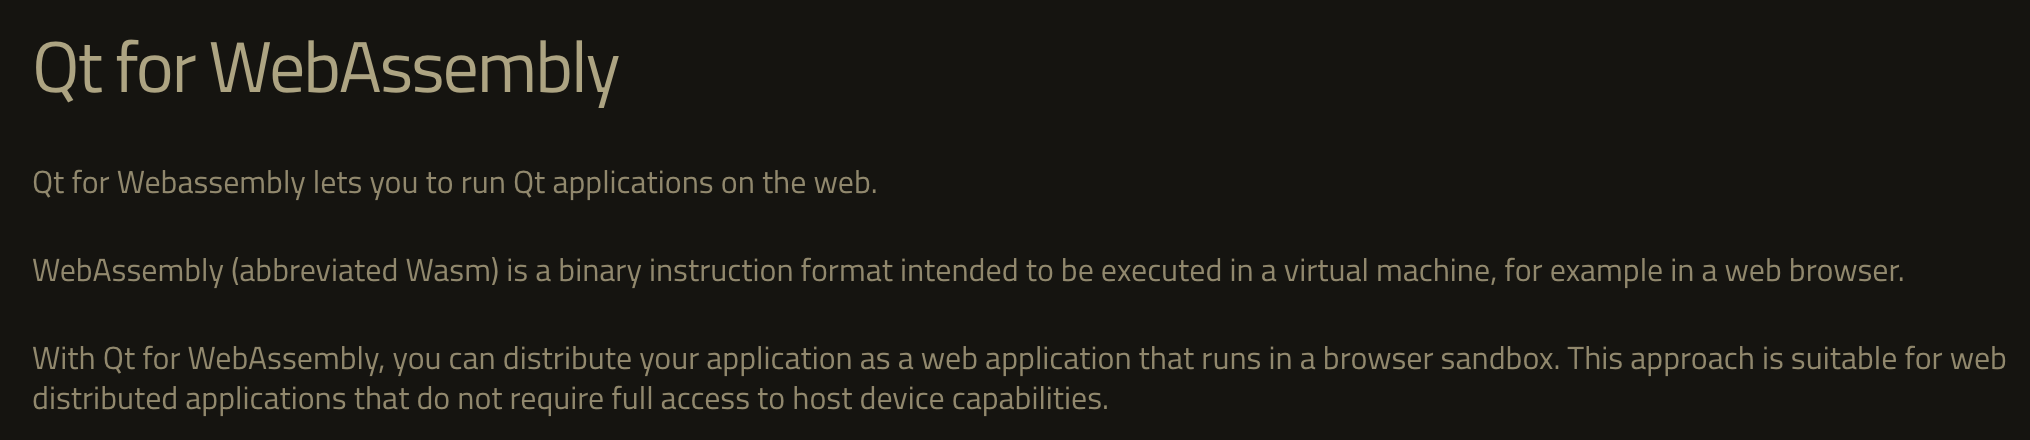 Qt for WebAssembly
Qt for Webassembly lets you to run Qt applications on the web.
WebAssembly (abbreviated Wasm) is a binary instruction format intended to be executed in a virtual machine, for example in a web browser.
With Qt for WebAssembly, you can distribute your application as a web application that runs in a browser sandbox. This approach is suitable for web
distributed applications that do not require full access to host device capabilities.